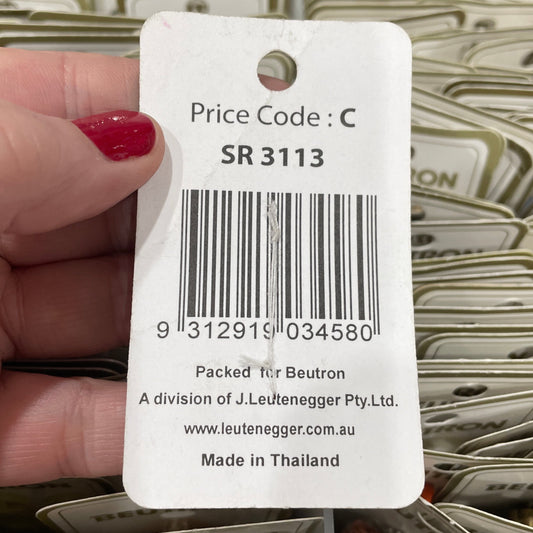 Price Code : C
SR 3113
9 312919 034580
Packed for Beutron
A division of J.Leutenegger Pty.Ltd.
www.leutenegger.com.au
Made in Thailand
BEUTRON